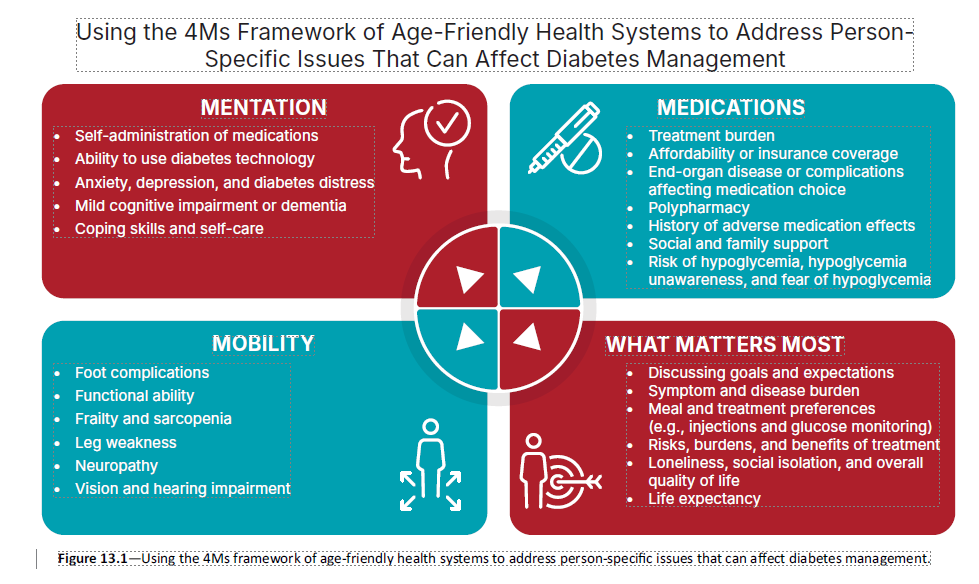 Using the 4Ms Framework of Age-Friendly Health Systems to Address Person-
Specific Issues That Can Affect Diabetes Management
MENTATION
• Self-administration of medications
• Ability to use diabetes technology
• Anxiety, depression, and diabetes distress
• Mild cognitive impairment or dementia
• Coping skills and self-care
MEDICATIONS
• Treatment burden
• Affordability or insurance coverage
• End-organ disease or complications
affecting medication choice
• Polypharmacy
• History of adverse medication effects
• Social and family support
• Risk of hypoglycemia, hypoglycemia
unawareness, and fear of hypoglycemia
MOBILITY
• Foot complications
• Functional ability
• Frailty and sarcopenia
• Leg weakness
• Neuropathy
• Vision and hearing impairment
WHAT MATTERS MOST
• Discussing goals and expectations
• Symptom and disease burden
• Meal and treatment preferences
(e.g., injections and glucose monitoring)
• Risks, burdens, and benefits of treatment
• Loneliness, social isolation, and overall
quality of life
• Life expectancy
Figure 13.1—Using the 4Ms framework of age-friendly health systems to address person-specific issues that can affect diabetes management.